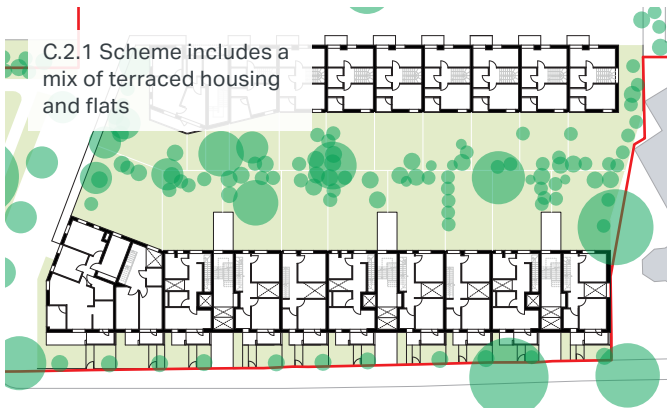 C.2.1 Scheme includes a
mix of terraced housing
and flats